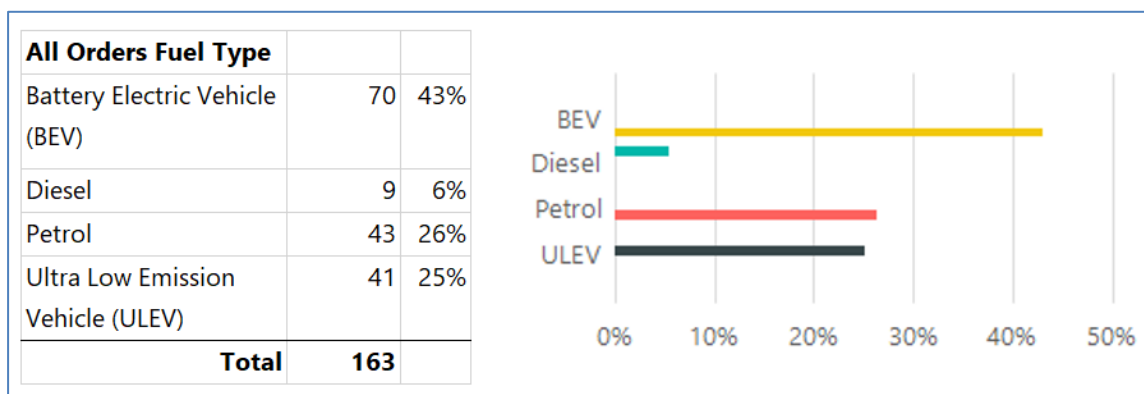 All Orders Fuel Type
Battery Electric Vehicle 70 43%
(BEV)
Diesel 9 6%
Petrol 43 26%
Ultra Low Emission 41 25%
Vehicle (ULEV)
Total 163
BEV
Diesel
Petrol
ULEV
0% 10% 20% 30% 40% 50%